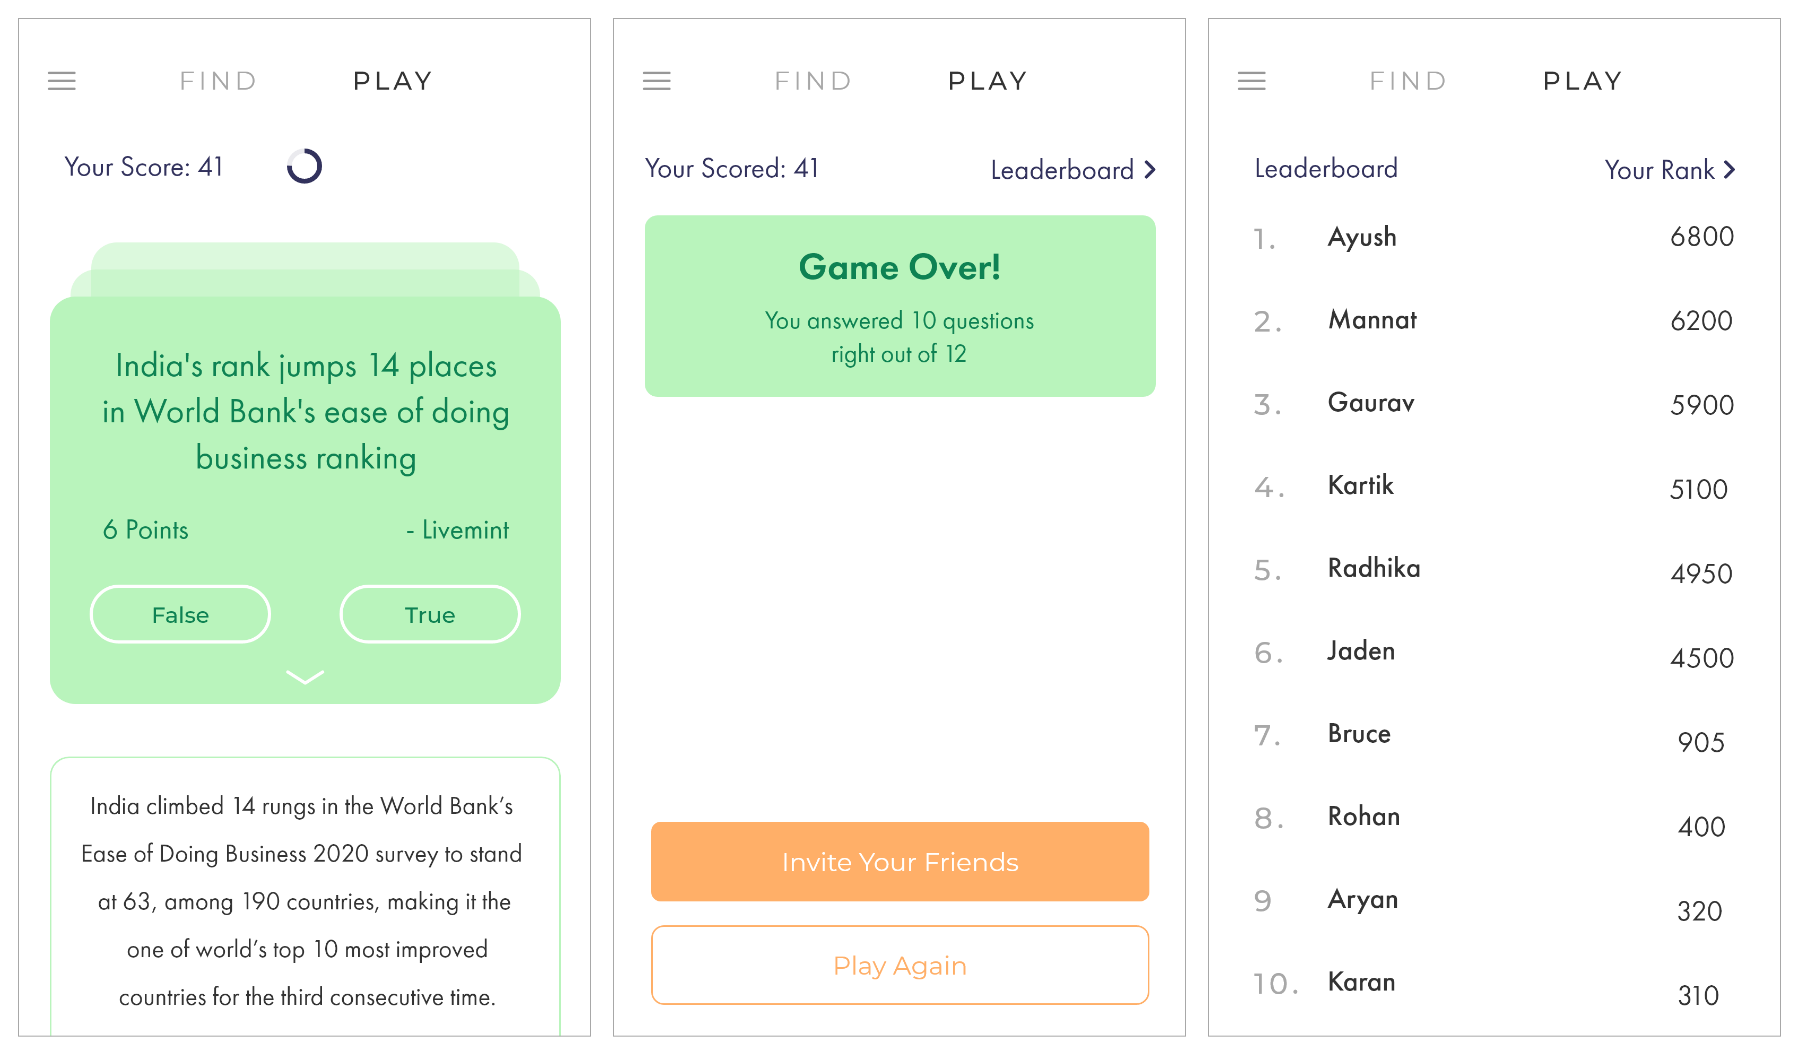 FIND PLAY
Your Score: 41
India's rank jumps 14 places
in World Bank's ease of doing
business ranking
6 Points - Livemint
False True
India climbed 14 rungs in the World Bank’s
Ease of Doing Business 2020 survey to stand
at 63, among 190 countries, making it the
one of world’s top 10 most improved
countries for the third consecutive time.
FIND PLAY
Your Scored: 41 Leaderboard
Game Over!
You answered 10 questions
right out of 12
Invite Your Friends
Play Again
FIND PLAY
Leaderboard Your Rank
1. Ayush 6800
2. Mannat 6200
3. Gaurav 5900
4. Kartik 5100
5. Radhika 4950
6. Jaden 4500
7. Bruce 905
8. Rohan 400
9 Aryan 320
10. Karan 310